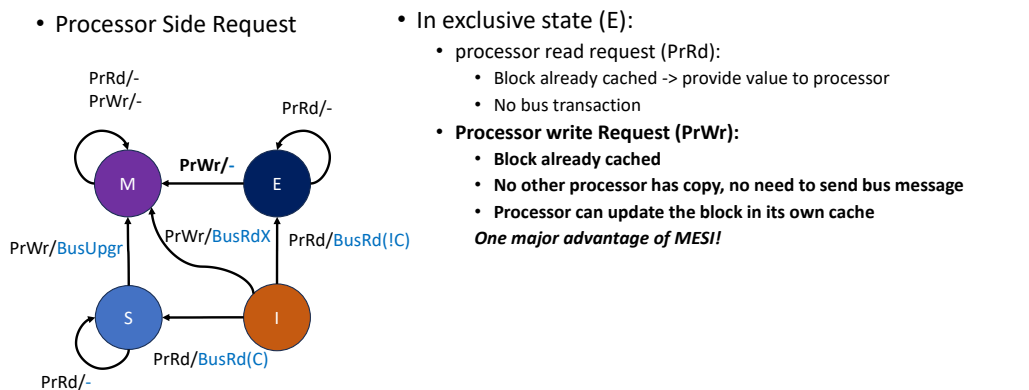 • Processor Side Request
PrRd/-
PrWr/-
PrRd/-
M
PrWr/-
E
PrWr/BusUpgr
PrWr/BusRdX
PrRd/BusRd(!C)
S
I
PrRd/BusRd(C)
PrRd/-
• In exclusive state (E):
• processor read request (PrRd):
• Block already cached -> provide value to processor
• No bus transaction
• Processor write Request (PrWr):
• Block already cached
• No other processor has copy, no need to send bus message
• Processor can update the block in its own cache
One major advantage of MESI!